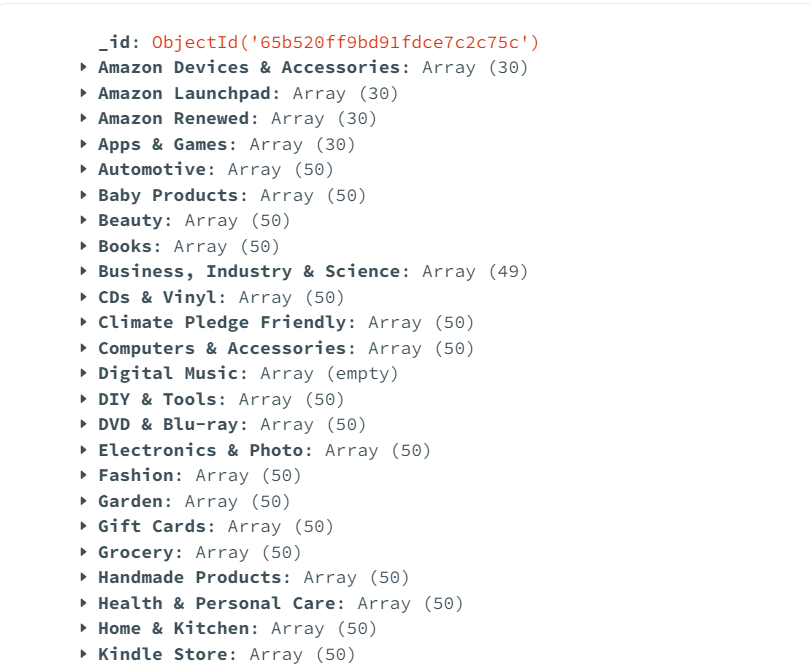 _id: ObjectId('65b520ff9bd91fdce7c2c75c')
Amazon Devices & Accessories: Array (30)
Amazon Launchpad: Array (30)
Amazon Renewed: Array (30)
Apps & Games: Array (30)
Automotive: Array (50)
Baby Products: Array (50)
Beauty: Array (50)
Books: Array (50)
Business, Industry & Science: Array (49)
CDs & Vinyl: Array (50)
Climate Pledge Friendly: Array (50)
Computers & Accessories: Array (50)
Digital Music: Array (empty)
DIY & Tools: Array (50)
DVD & Blu-ray: Array (50)
Electronics & Photo: Array (50)
Fashion: Array (50)
Garden: Array (50)
Gift Cards: Array (50)
Grocery: Array (50)
Handmade Products: Array (50)
Health & Personal Care: Array (50)
Home & Kitchen: Array (50)
Kindle Store: Array (50)